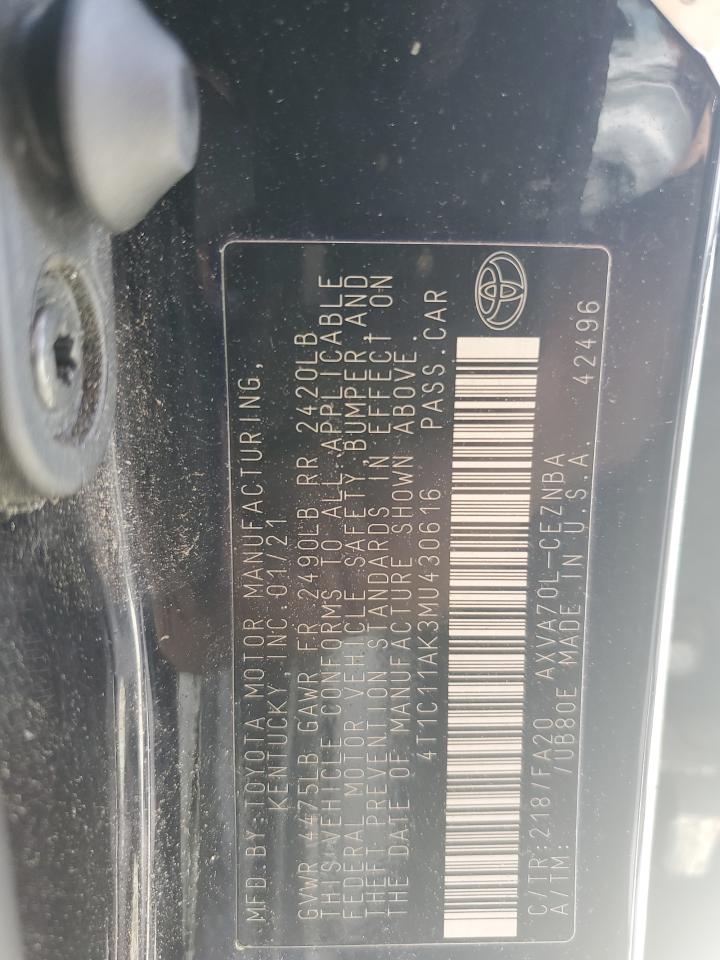 MFD.BY:TOYOTA MOTOR MANUFACTURING,
KENTUCKY, INC.01/21
GVWR 4475LB GAWR FR 2490LB RR 2420LB
THIS VEHICLE CONFORMS TO ALL APPLICABLE
FEDERAL MOTOR VEHICLE SAFETY,BUMPER AND
THEFT PREVENTION STANDARDS IN EFFECT ON
THE DATE OF MANUFACTURE SHOWN ABOVE.
4T1C11AK3MU430616 PASS.CAR
C/TR:218/FA20 AXVA70L-CEZNBA
A/TM: /UB80E MADE IN U.S.A. 42496